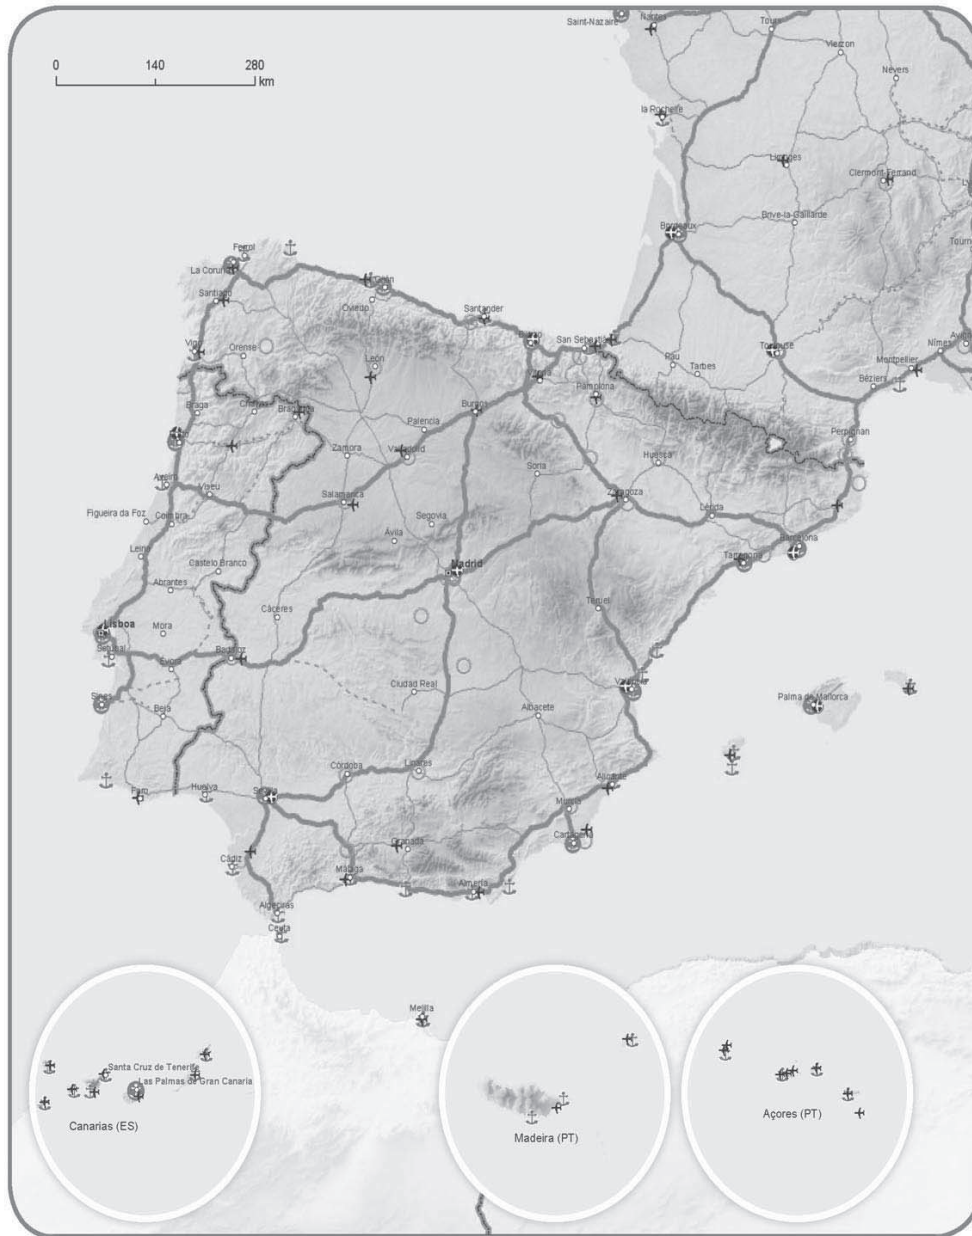 Saint-Nazaire
Nantes
Tours
Vierzon
Nevers
0 140 280 km
la Rochelle
Limoges
Clermont-Ferrand
Brive-la-Gaillarde
Bordeaux
Ferrol
La Coruña
Santiago
Gijón
Oviedo
Santander
San Sebastián
Toulouse
Nîmes
Vigo
Orense
León
Pau
Tarbes
Montpellier
Béziers
Pamplona
Braga
Chaves
Bragança
Palencia
Burgos
Perpignan
Zamora
Valladolid
Soria
Huesca
Aveiro
Viseu
Salamanca
Zaragoza
Lérida
Figueira da Foz
Coimbra
Segovia
Ávila
Barcelona
Leiria
Castelo Branco
Madrid
Tarragona
Abrantes
Cáceres
Teruel
Lisboa
Mora
Setúbal
Évora
Badajoz
Ciudad Real
Valencia
Sines
Beja
Albacete
Palma de Mallorca
Faro
Huelva
Sevilla
Córdoba
Linares
Alicante
Murcia
Cartagena
Cádiz
Granada
Málaga
Almería
Algeciras
Ceuta
Melilla
Santa Cruz de Tenerife
Las Palmas de Gran Canaria
Canarias (ES)
Madeira (PT)
Açores (PT)